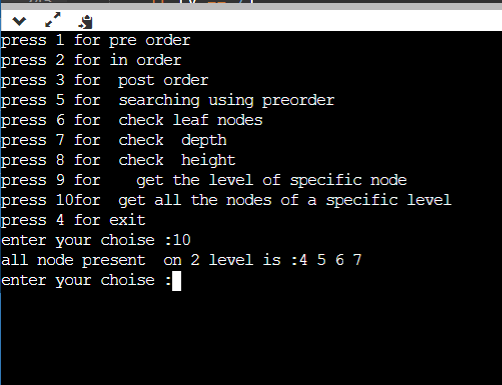 press 1 for pre order
press 2 for in order
press 3 for  post order
press 5 for  searching using preorder
press 6 for  check leaf nodes
press 7 for  check  depth
press 8 for  check  height
press 9 for    get the level of specific node
press 10for  get all the nodes of a specific level
press 4 for exit
enter your choise :10
all node present  on 2 level is :4 5 6 7
enter your choise :